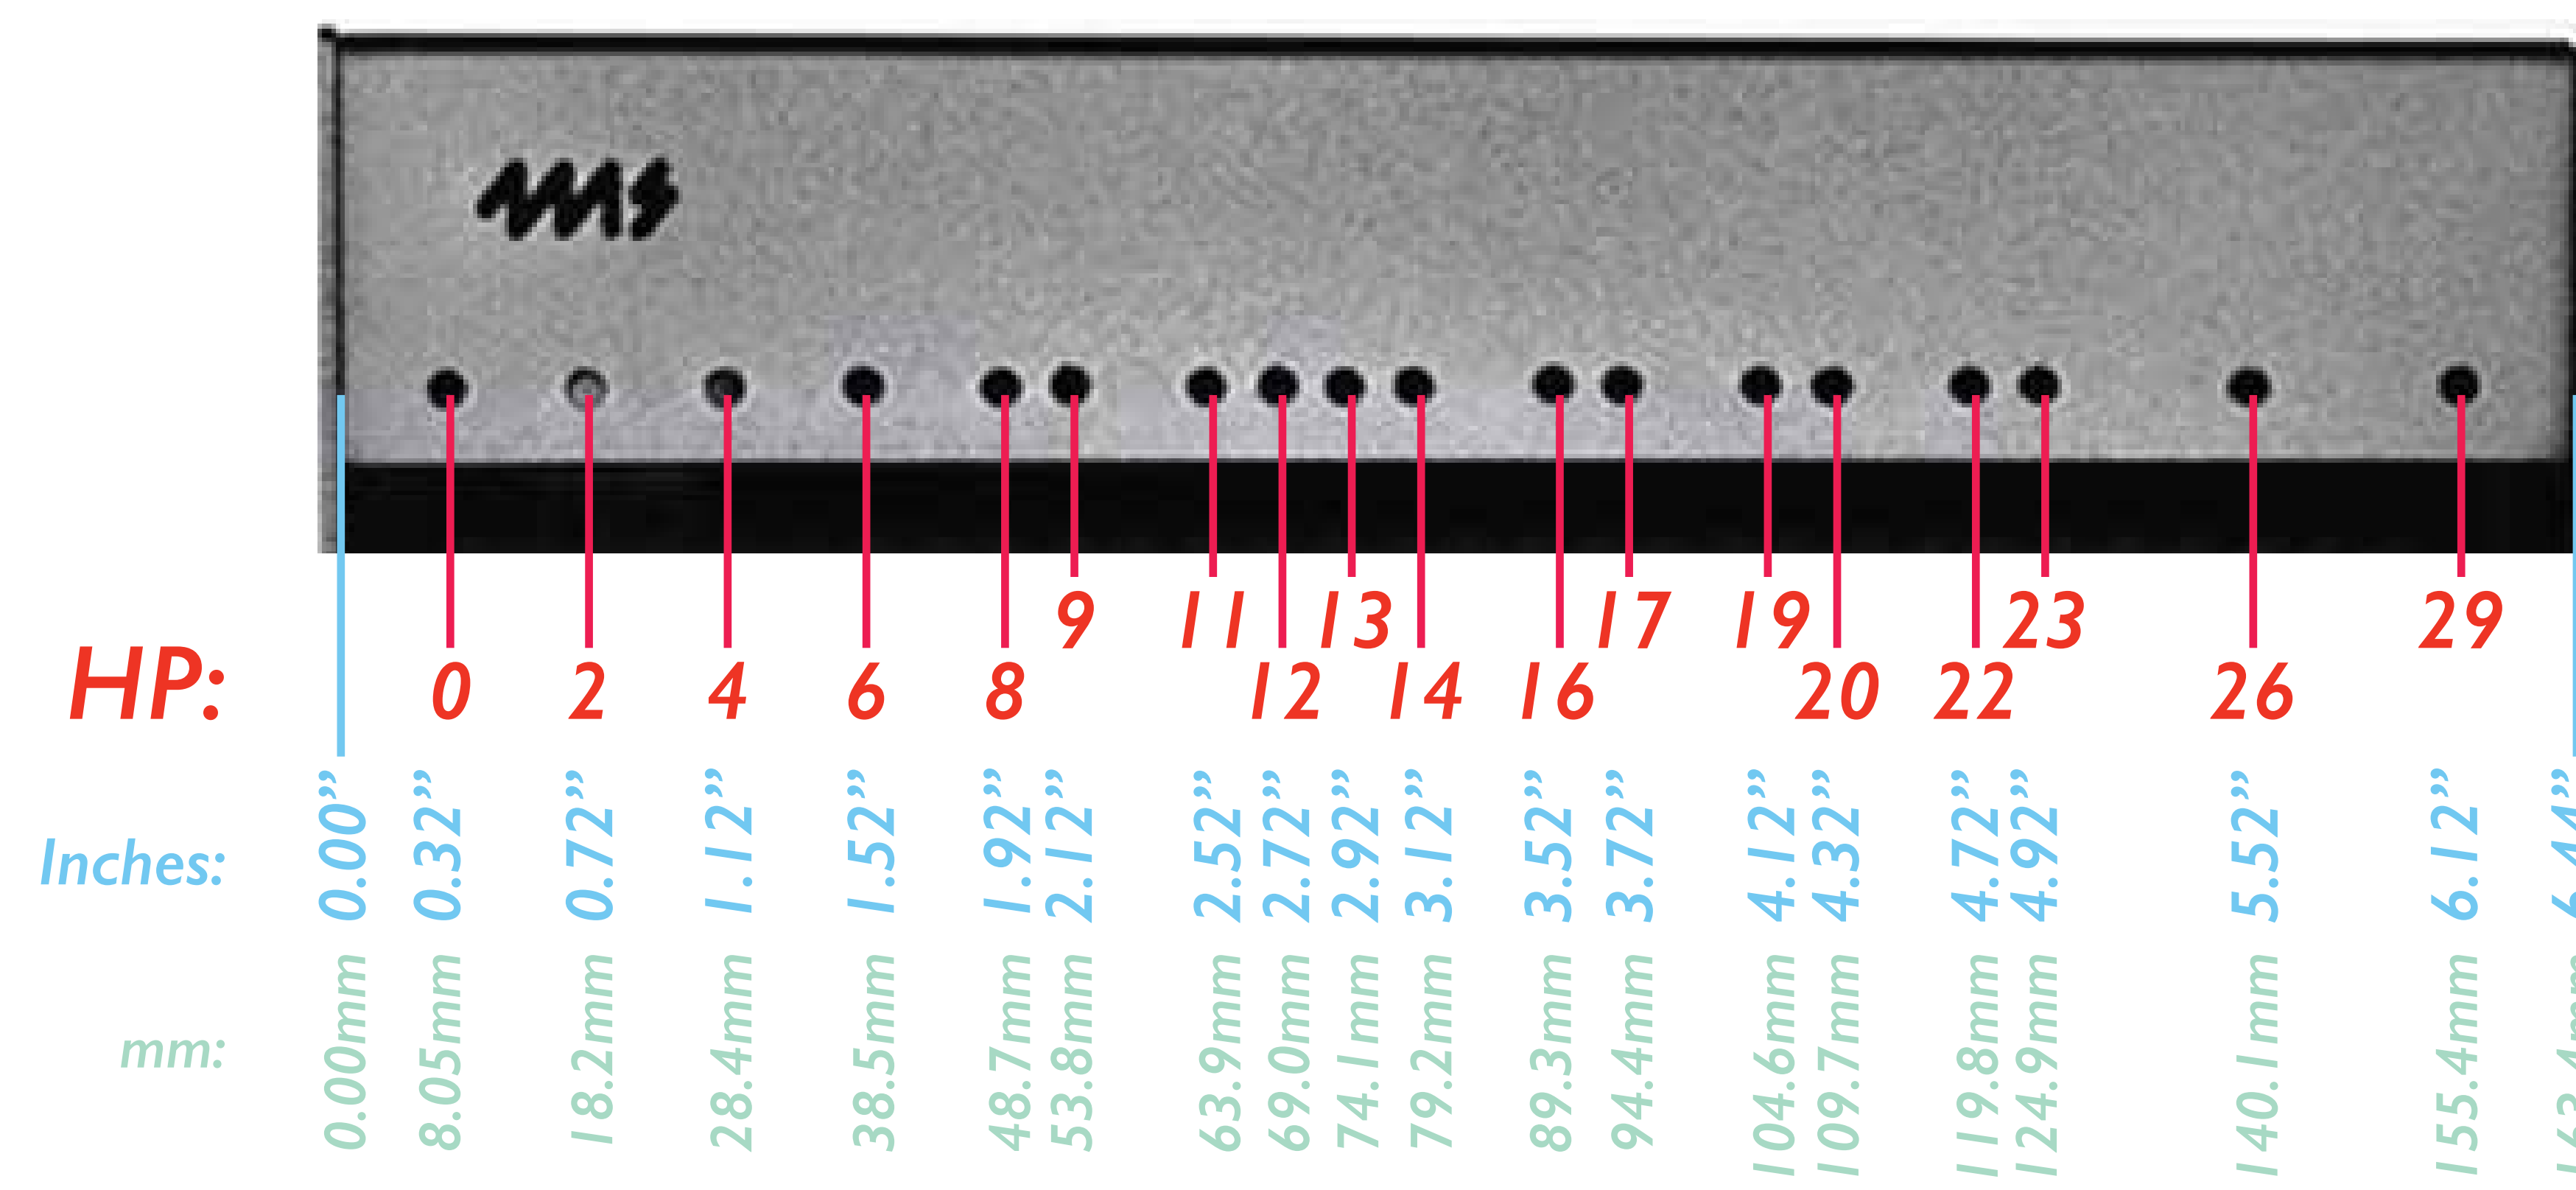 4MS
9 11 13 17 19 23 29
HP: 0 2 4 6 8 12 14 16 20 22 26
Inches: 0.00” 0.32” 0.72” 1.12” 1.52” 1.92” 2.12” 2.52” 2.72” 2.92” 3.12” 3.52” 3.72” 4.12” 4.32” 4.72” 4.92” 5.52” 6.12” 6.44”
mm: 0.00mm 8.05mm 18.2mm 28.4mm 38.5mm 48.7mm 53.8mm 63.9mm 69.0mm 74.1mm 79.2mm 89.3mm 94.4mm 104.6mm 109.7mm 119.8mm 124.9mm 140.1mm 155.4mm